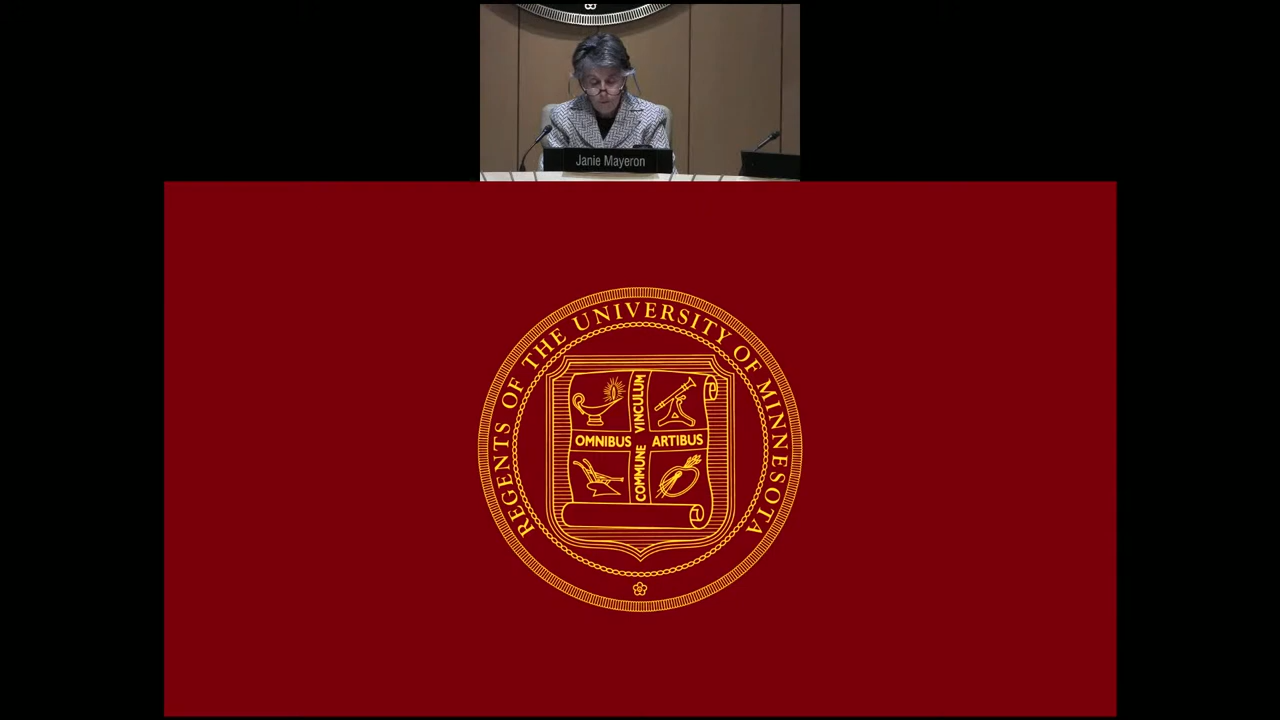 Janie Mayeron
REGENTS OF THE UNIVERSITY OF MINNESOTA
OMNIBUS ARTIBUS
COMMUNE VINCULUM